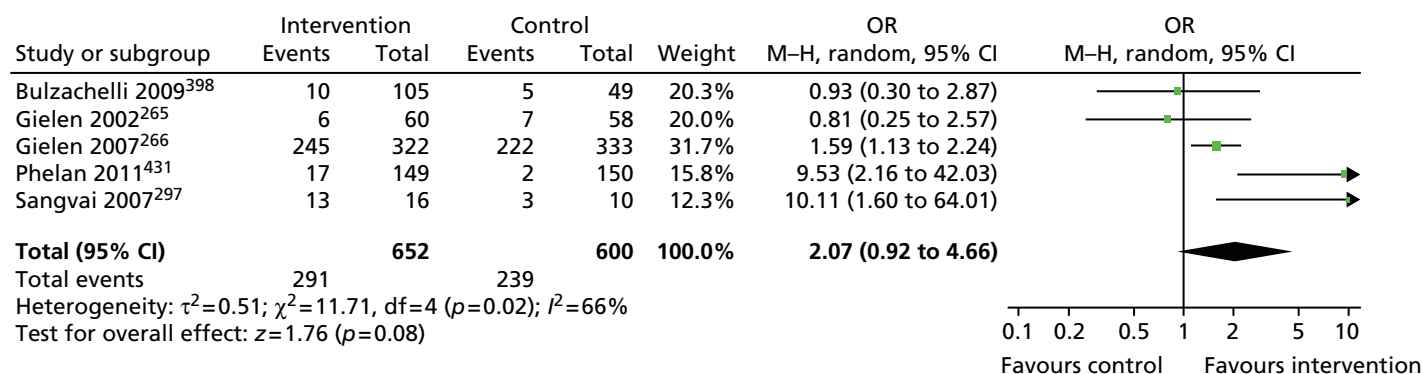 Intervention Control OR OR
Study or subgroup Events Total Events Total Weight M–H, random, 95% CI M–H, random, 95% CI
Bulzachelli 2009398 10 105 5 49 20.3% 0.93 (0.30 to 2.87)
Gielen 2002265 6 60 7 58 20.0% 0.81 (0.25 to 2.57)
Gielen 2007266 245 322 222 333 31.7% 1.59 (1.13 to 2.24)
Phelan 2011431 17 149 2 150 15.8% 9.53 (2.16 to 42.03)
Sangvai 2007297 13 16 3 10 12.3% 10.11 (1.60 to 64.01)
Total (95% CI) 652 600 100.0% 2.07 (0.92 to 4.66)
Total events 291 239
Heterogeneity: τ2=0.51; χ2=11.71, df=4 (p=0.02); I2=66%
Test for overall effect: z=1.76 (p=0.08)
0.1 0.2 0.5 1 2 5 10
Favours control Favours intervention